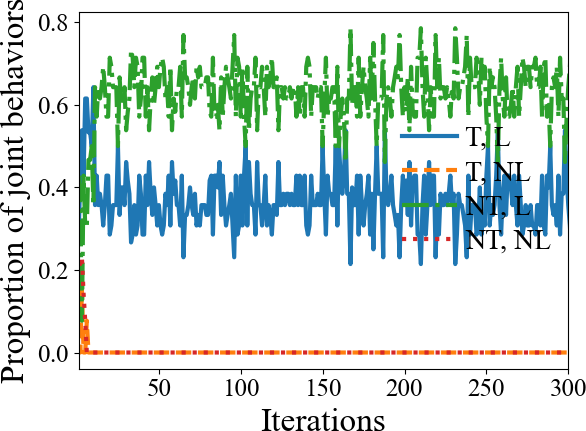 Proportion of joint behaviors
0.8
0.6
0.4
0.2
0.0
T, L
T, NL
NT, L
NT, NL
50
100
150
200
250
300
Iterations